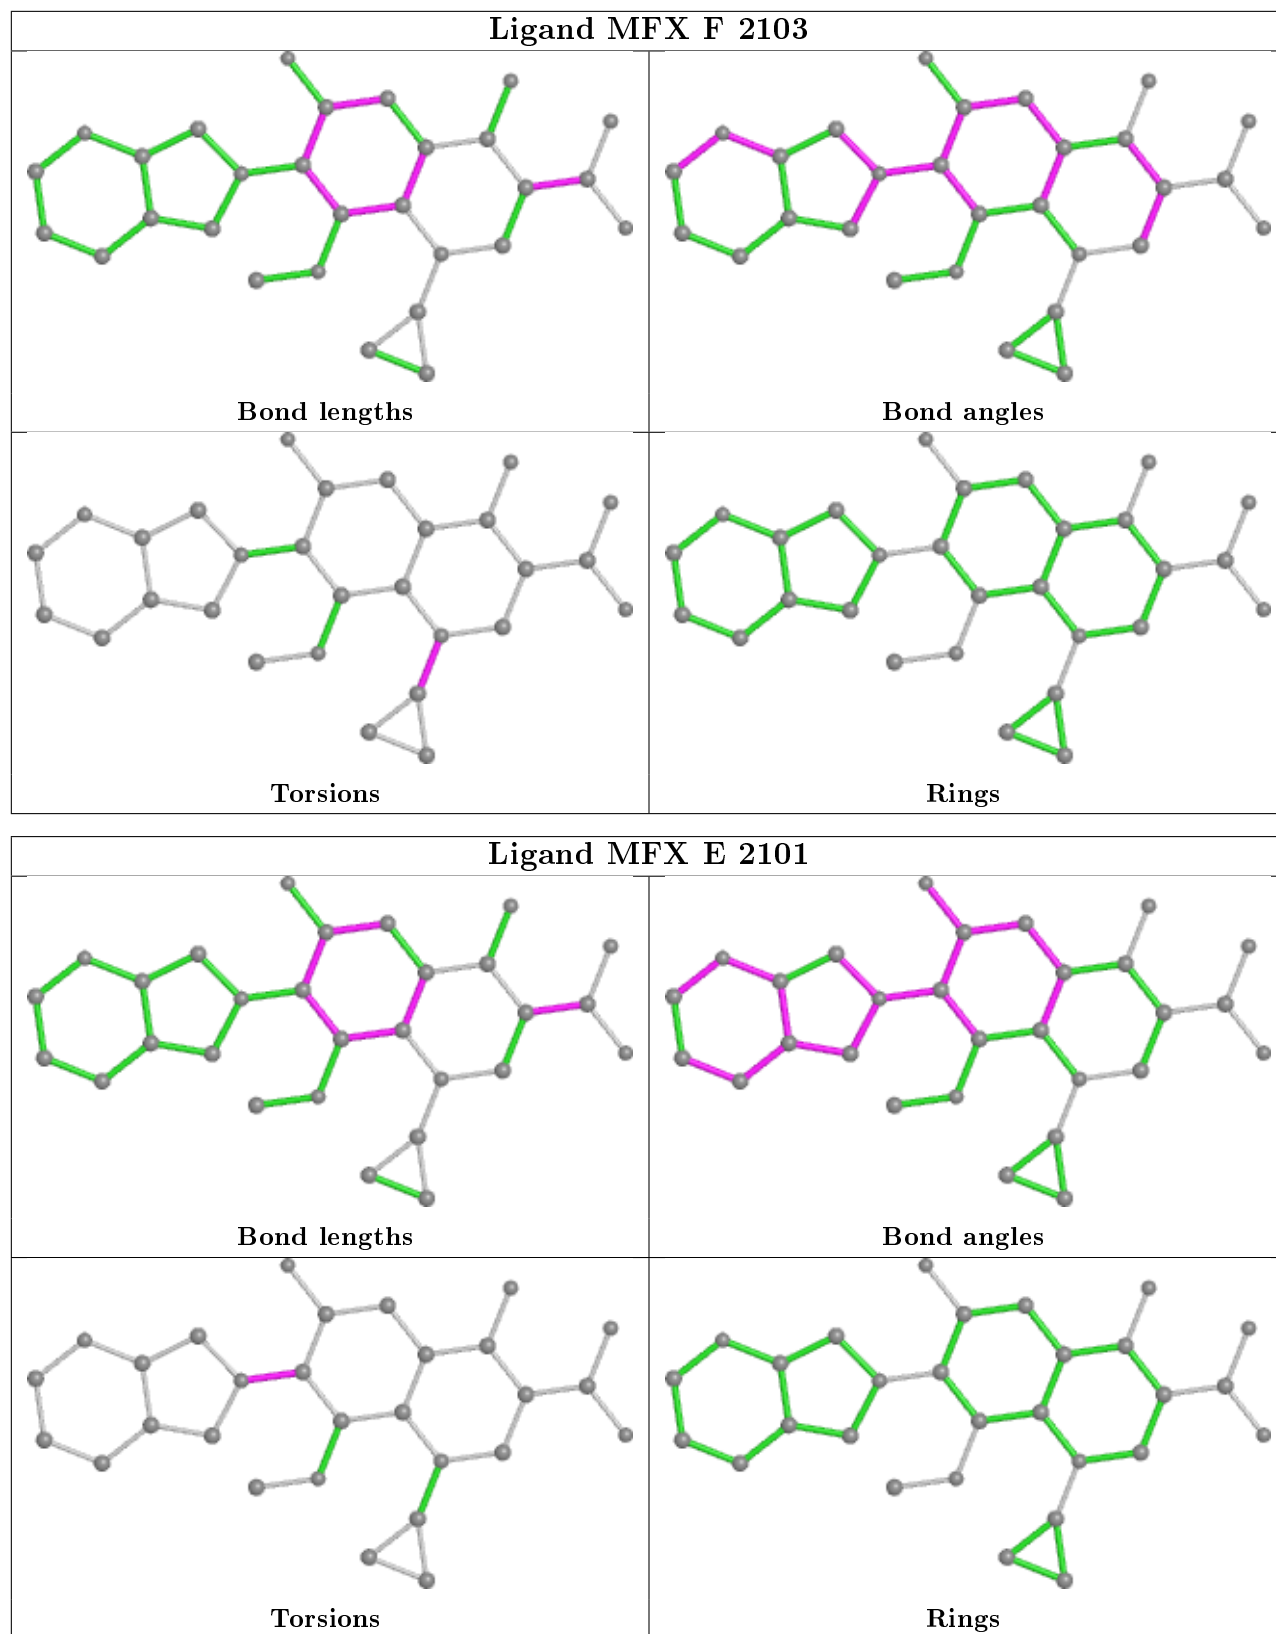 Ligand MFX F 2103
Bond lengths
Bond angles
Torsions
Rings
Ligand MFX E 2101
Bond lengths
Bond angles
Torsions
Rings